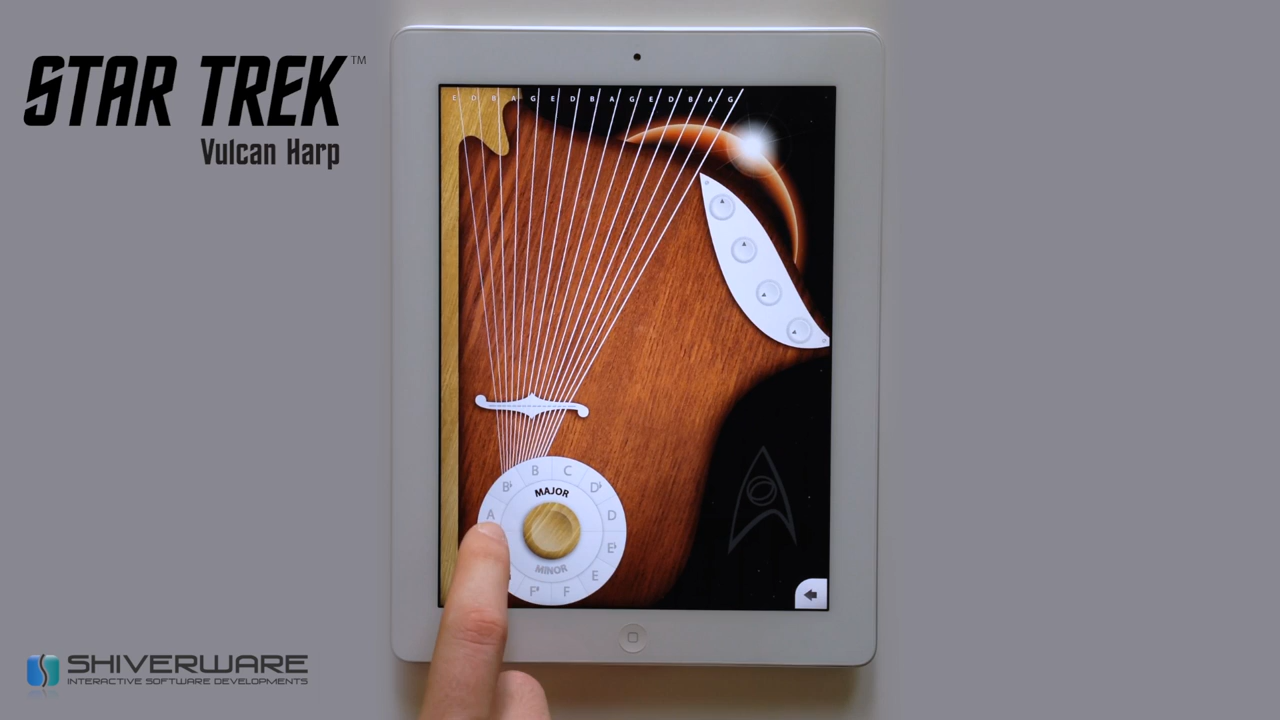 STAR TREK™
Vulcan Harp
E D B A G E D B A G E D B A G
B C
B♭ D♭
MAJOR
A D
E♭
MINOR E
F# F
SHIVERWARE
INTERACTIVE SOFTWARE DEVELOPMENTS